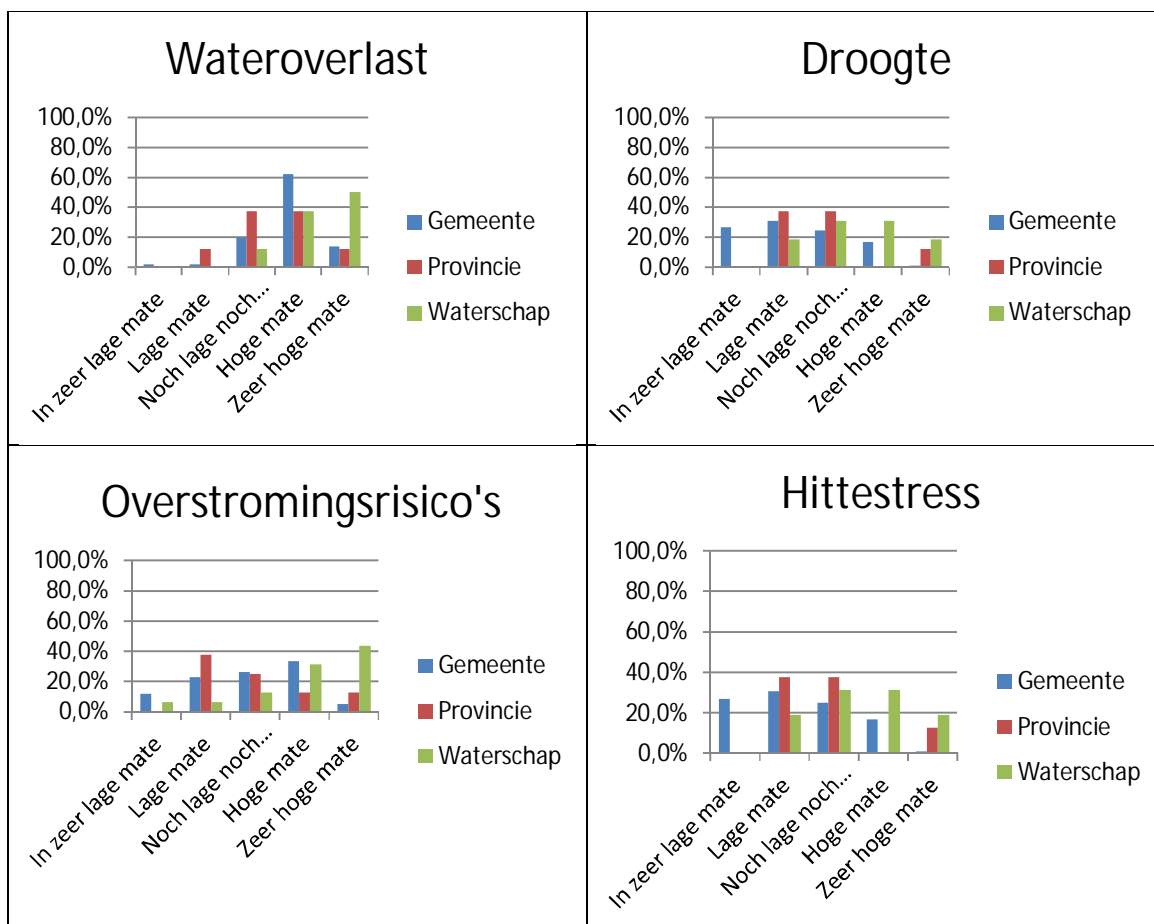 Wateroverlast
100,0%
80,0%
60,0%
40,0%
20,0%
0,0%
In zeer lage mate
Lage mate
Noch lage noch...
Hoge mate
Zeer hoge mate
Gemeente
Provincie
Waterschap
Droogte
100,0%
80,0%
60,0%
40,0%
20,0%
0,0%
In zeer lage mate
Lage mate
Noch lage noch...
Hoge mate
Zeer hoge mate
Gemeente
Provincie
Waterschap
Overstromingsrisico's
100,0%
80,0%
60,0%
40,0%
20,0%
0,0%
In zeer lage mate
Lage mate
Noch lage noch...
Hoge mate
Zeer hoge mate
Gemeente
Provincie
Waterschap
Hittestress
100,0%
80,0%
60,0%
40,0%
20,0%
0,0%
In zeer lage mate
Lage mate
Noch lage noch...
Hoge mate
Zeer hoge mate
Gemeente
Provincie
Waterschap